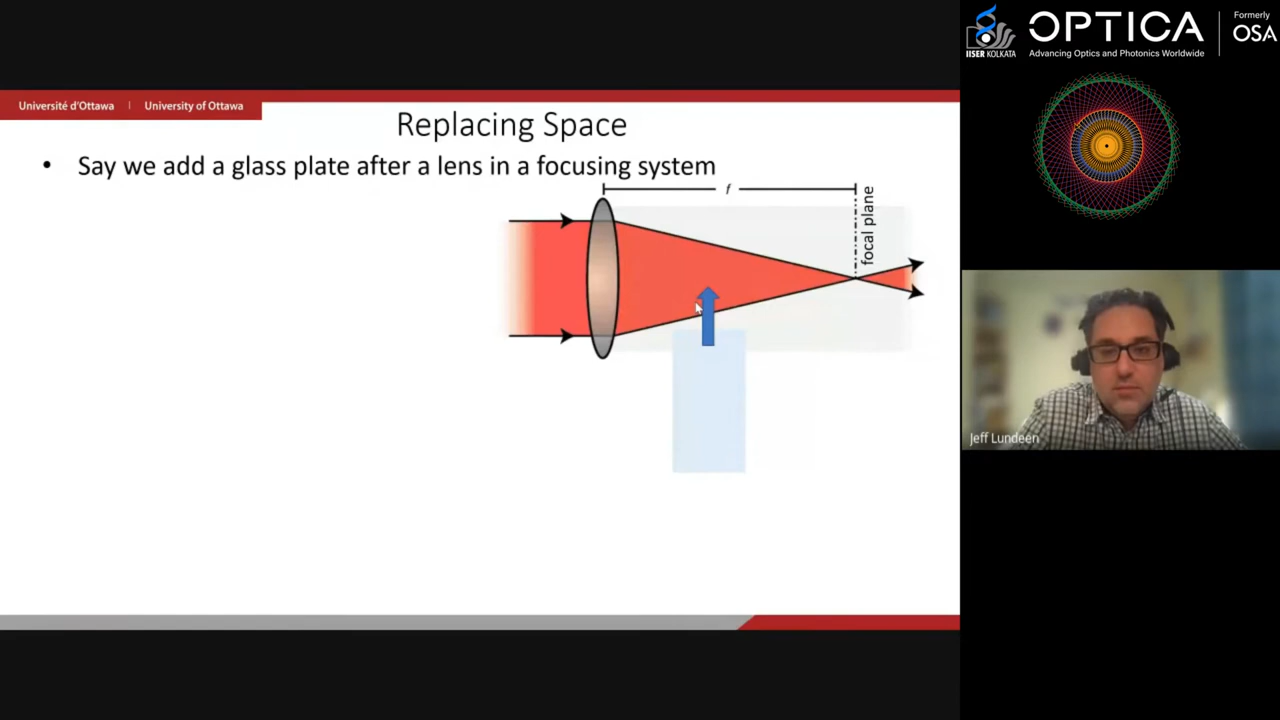 Université d'Ottawa | University of Ottawa
Replacing Space
• Say we add a glass plate after a lens in a focusing system
f
focal plane
IISER KOLKATA
OPTICA
Advancing Optics and Photonics Worldwide
Formerly
OSA
Jeff Lundeen